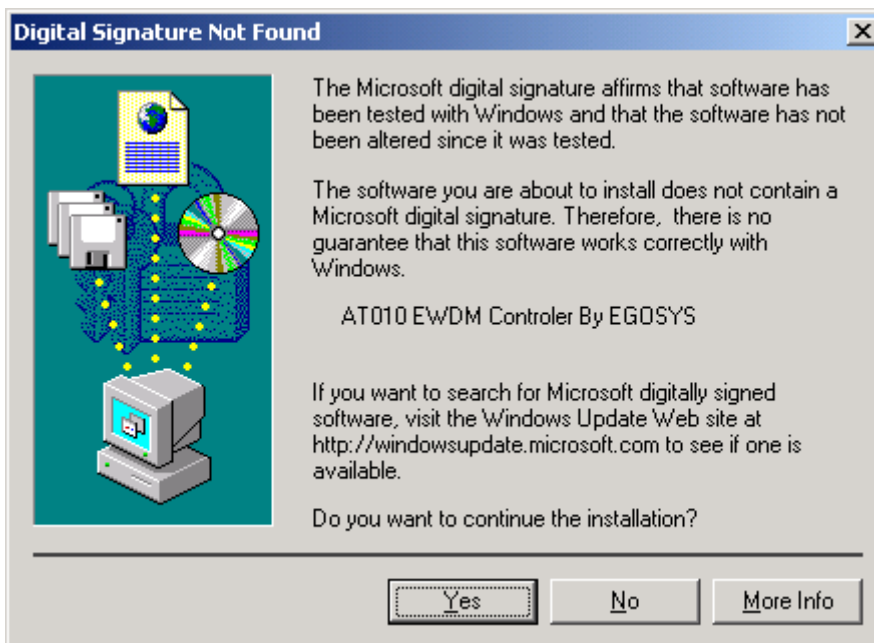 Digital Signature Not Found
The Microsoft digital signature affirms that software has
been tested with Windows and that the software has not
been altered since it was tested.
The software you are about to install does not contain a
Microsoft digital signature. Therefore,  there is no
guarantee that this software works correctly with
Windows.
AT010 EWDM Controler By EGOSYS
If you want to search for Microsoft digitally signed
software, visit the Windows Update Web site at
http://windowsupdate.microsoft.com to see if one is
available.
Do you want to continue the installation?
Yes No More Info